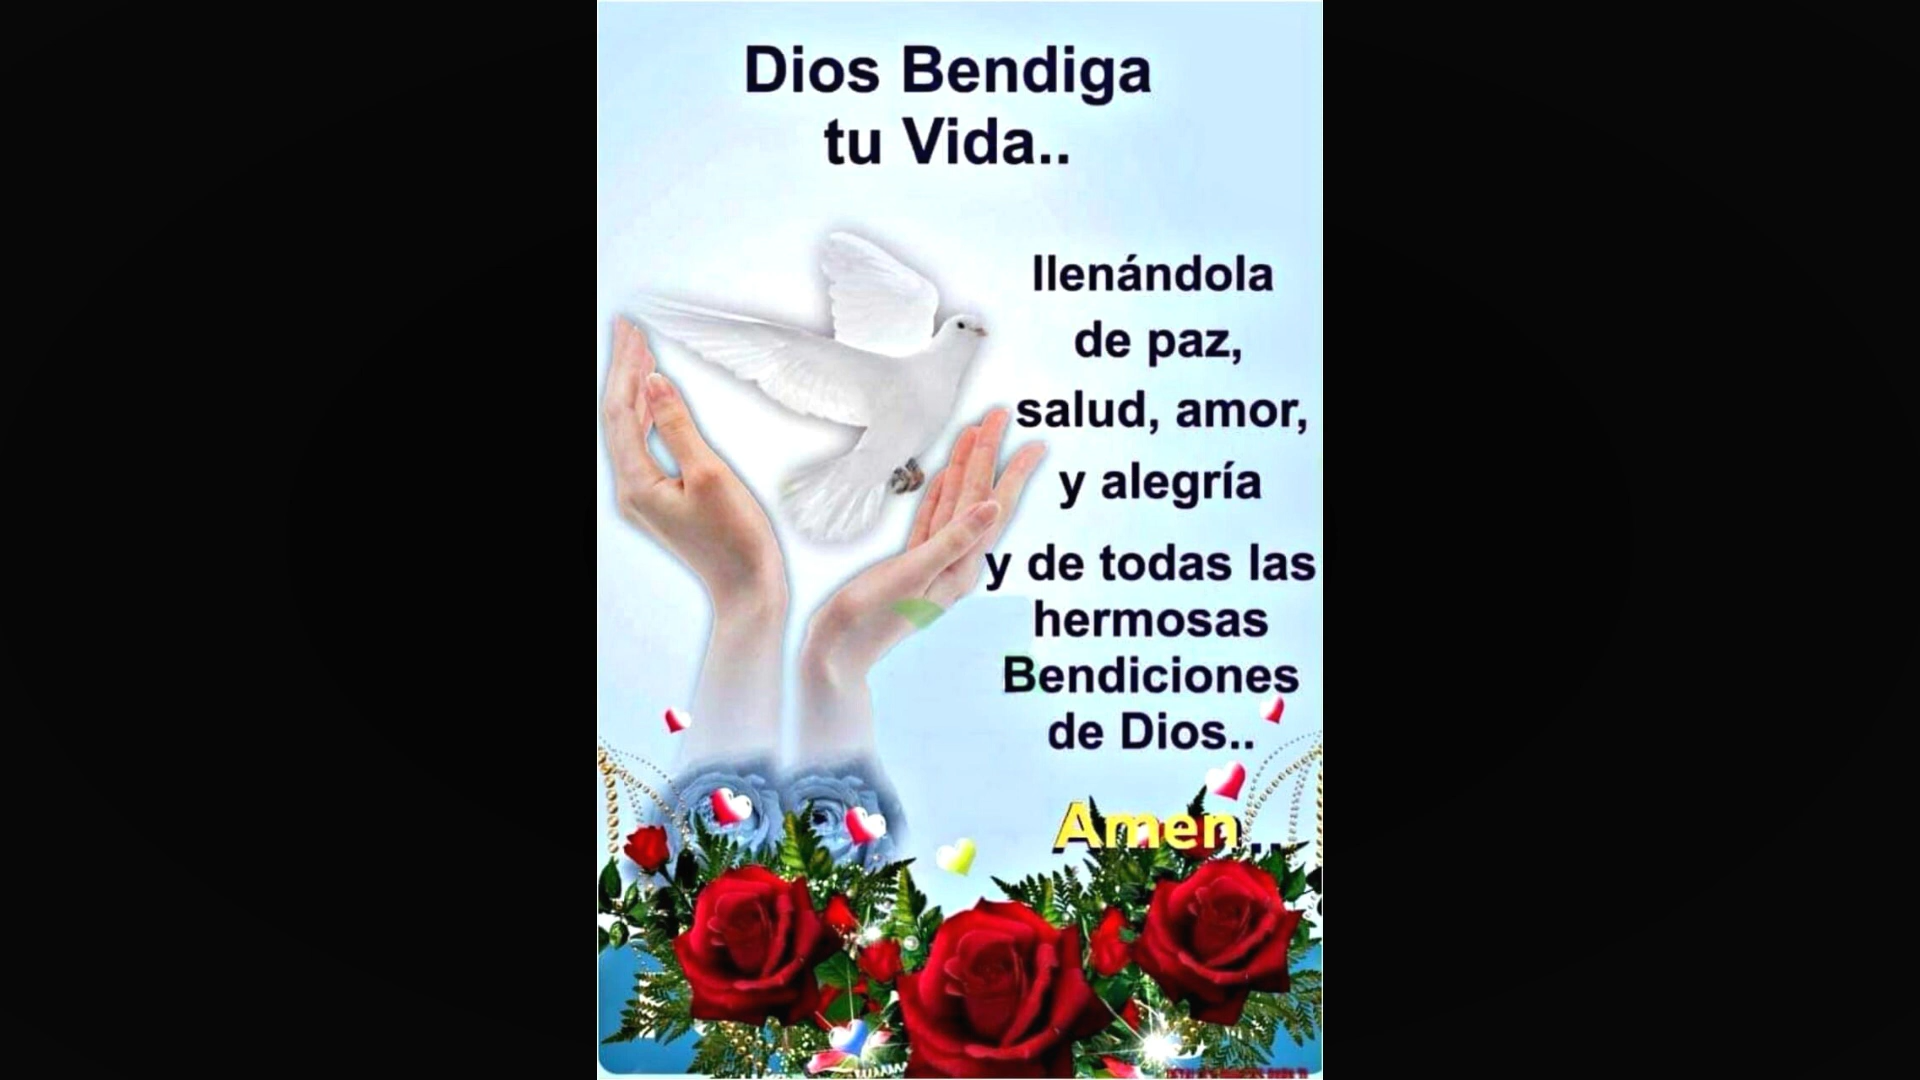 Dios Bendiga
tu Vida..
llenándola
de paz,
salud, amor,
y alegría
y de todas las
hermosas
Bendiciones
de Dios..
Amen...